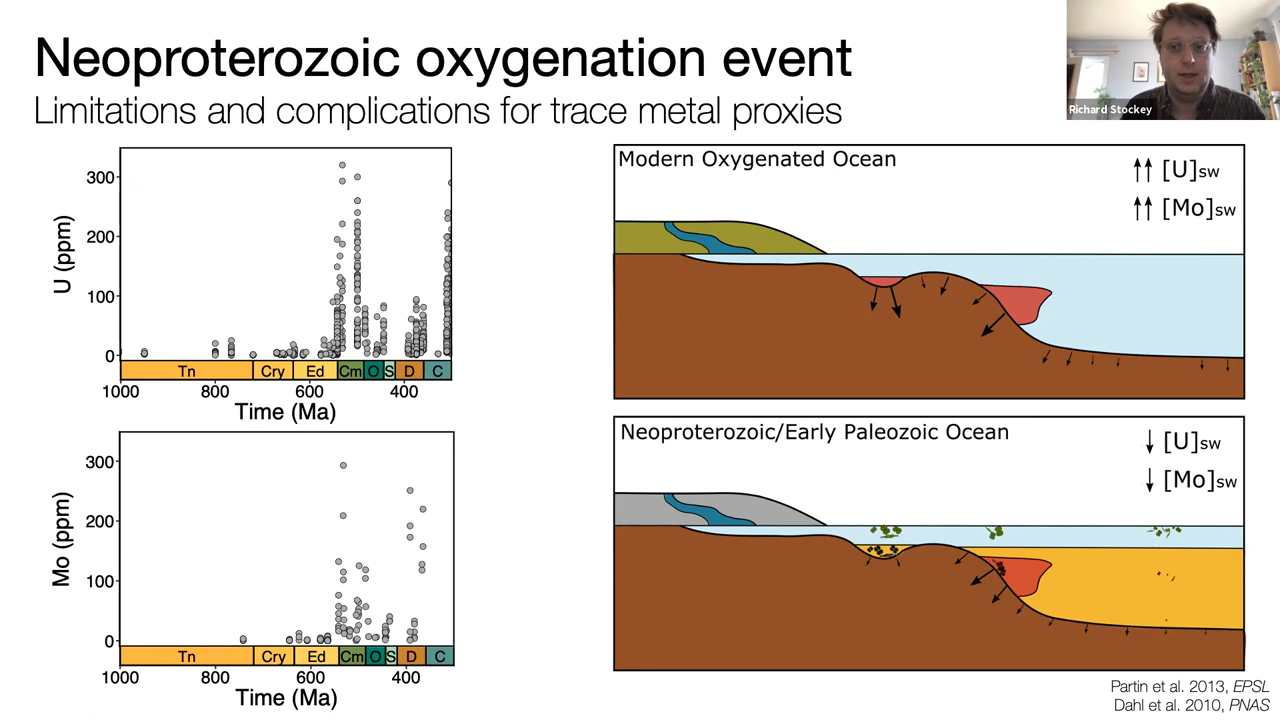 Neoproterozoic oxygenation event
Limitations and complications for trace metal proxies
Richard Stockey
U (ppm)
300
200
100
0
Tn Cry Ed Cm O S D C
1000 800 600 400
Time (Ma)
Mo (ppm)
300
200
100
0
Tn Cry Ed Cm O S D C
1000 800 600 400
Time (Ma)
Modern Oxygenated Ocean
↑↑ [U]sw
↑↑ [Mo]sw
Neoproterozoic/Early Paleozoic Ocean
↓ [U]sw
↓ [Mo]sw
Partin et al. 2013, EPSL
Dahl et al. 2010, PNAS